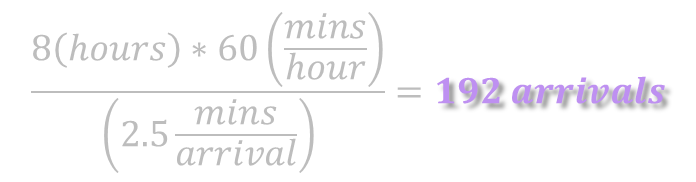 8(hours) * 60 (mins/hour) / (2.5 mins/arrival) = 192 arrivals